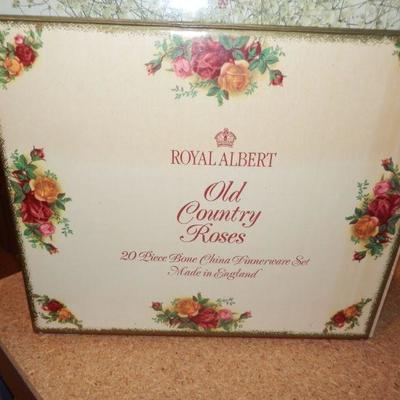 ROYAL ALBERT
Old
Country
Roses
20 Piece Bone China Dinnerware Set
Made in England